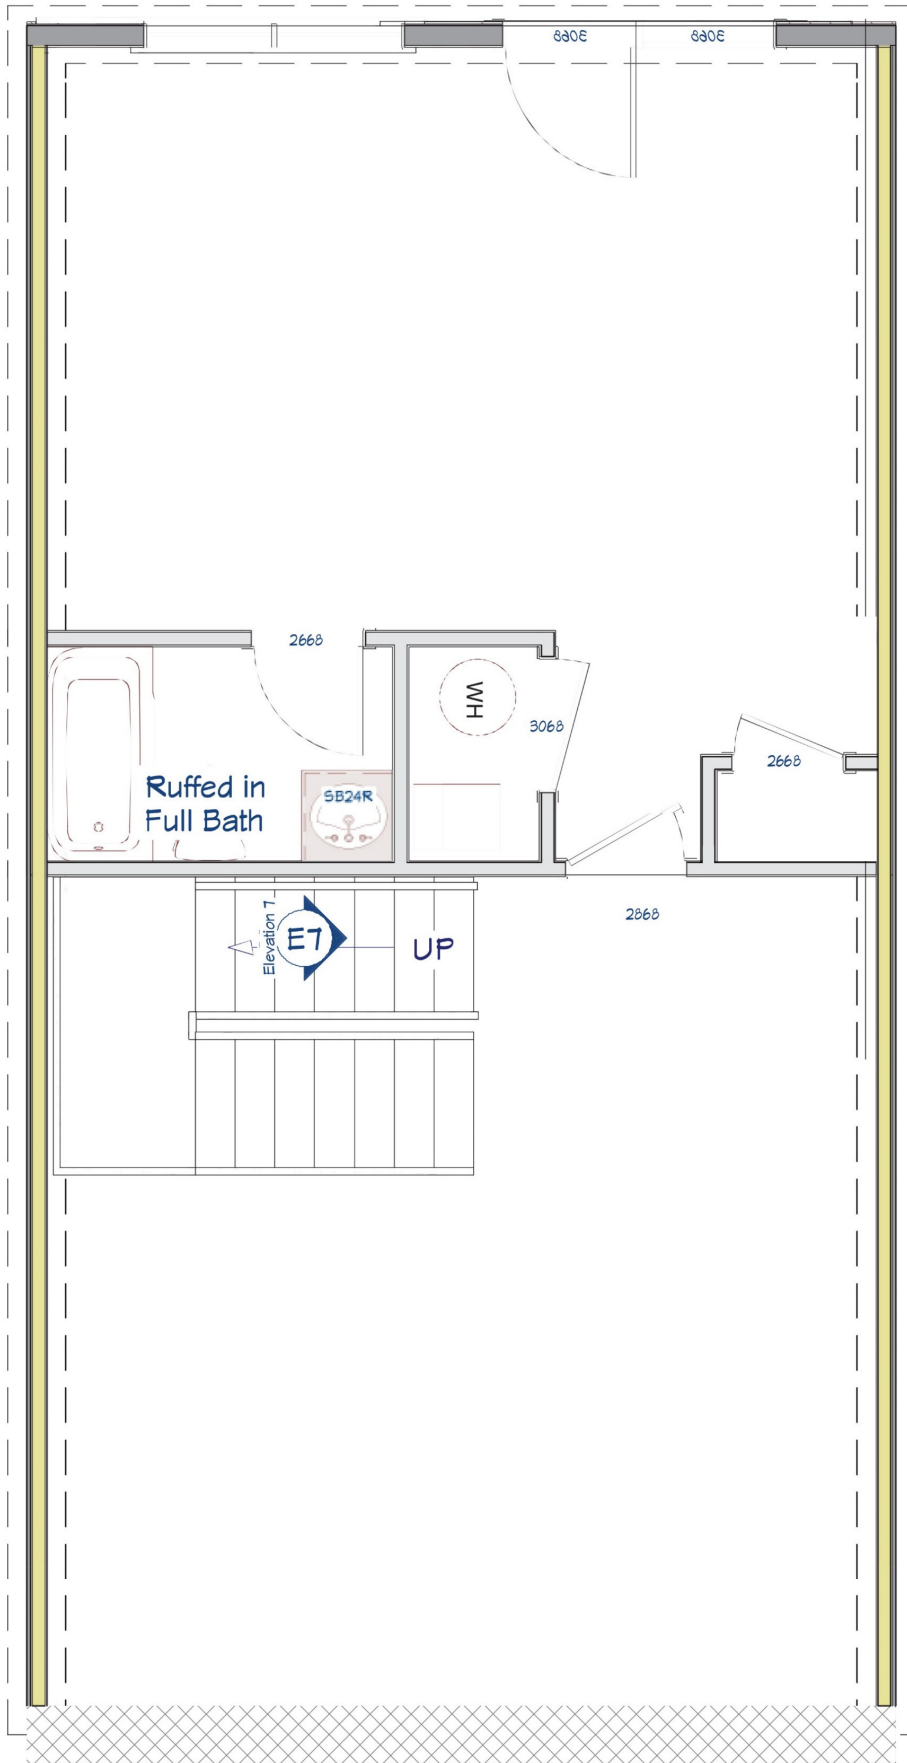 3068
3068
2668
WH
3068
2668
Ruffed in
Full Bath
SB24R
2868
Elevation 7
E7
UP